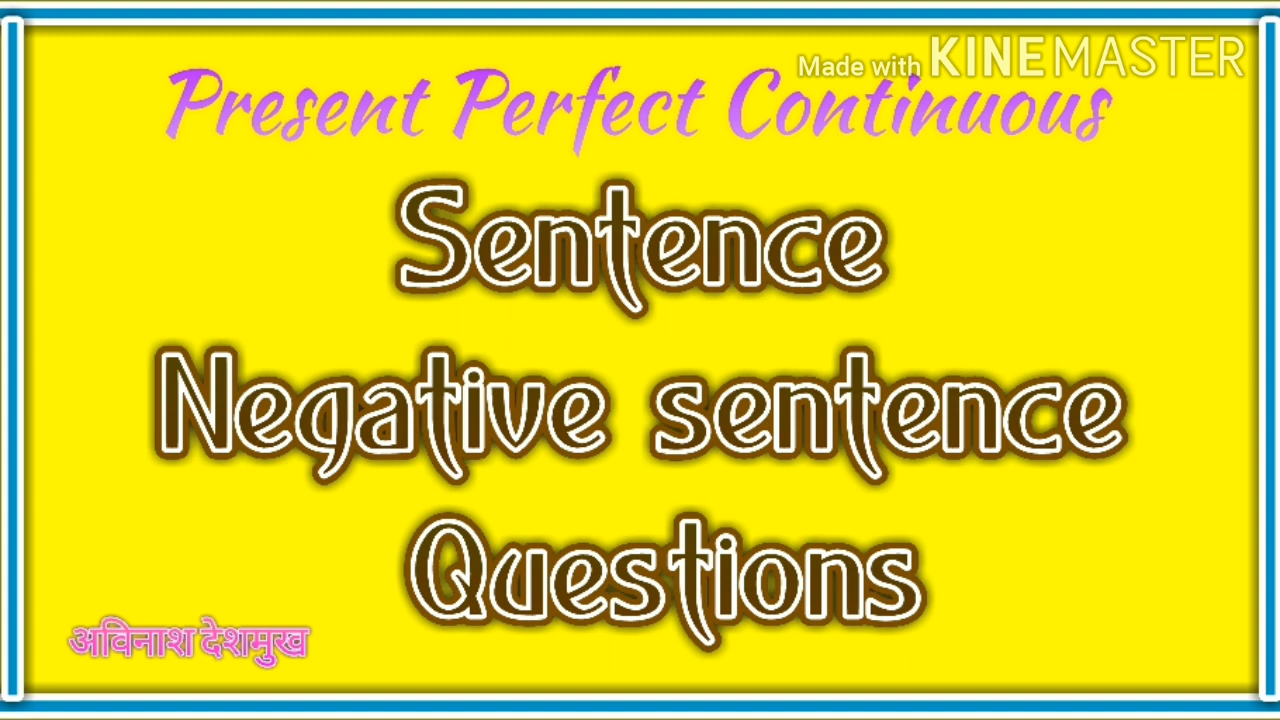 Made with KINEMASTER
Present Perfect Continuous
Sentence
Negative sentence
Questions
अविनाश देशमुख